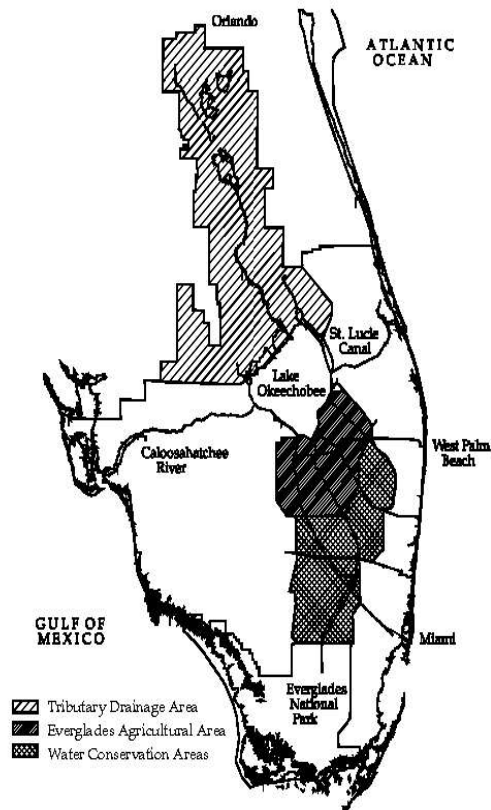 Orlando
ATLANTIC
OCEAN
St. Lucie
Canal
Lake
Okeechobee
West Palm
Beach
Caloosahatchee
River
GULF OF
MEXICO
Miami
Everglades
National
Park
Tributary Drainage Area
Everglades Agricultural Area
Water Conservation Areas